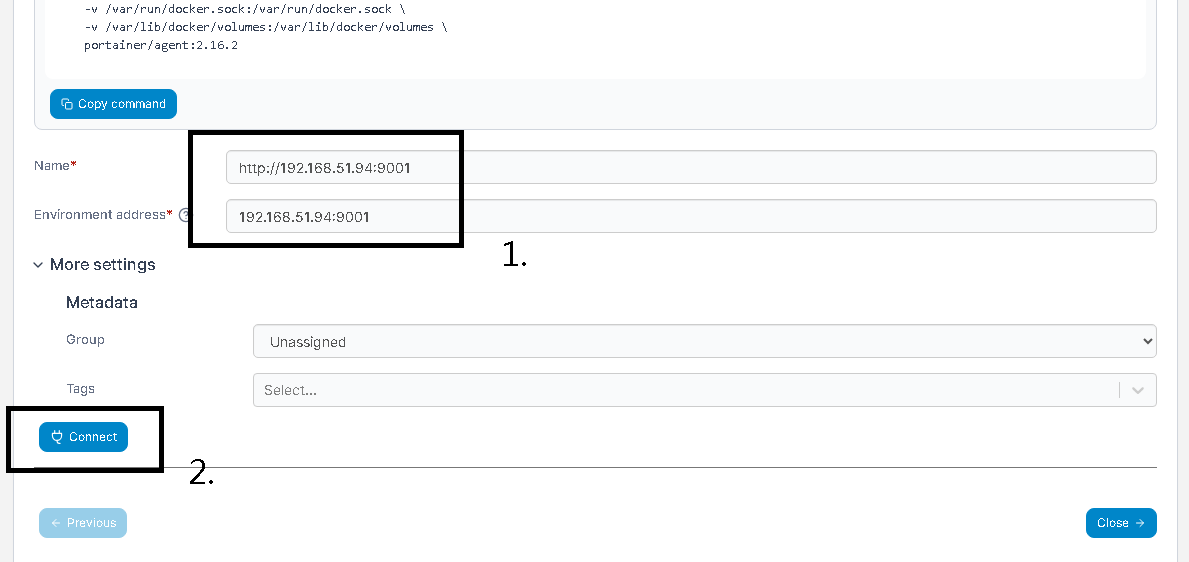 -v /var/run/docker.sock:/var/run/docker.sock \
-v /var/lib/docker/volumes:/var/lib/docker/volumes \
portainer/agent:2.16.2
Copy command
Name*
http://192.168.51.94:9001
Environment address*
192.168.51.94:9001
1.
More settings
Metadata
Group
Unassigned
Tags
Select...
Connect
2.
← Previous
Close →